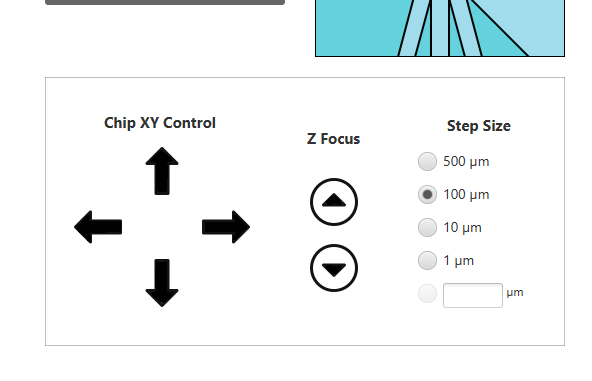 Chip XY Control
Z Focus
Step Size
500 µm
100 µm
10 µm
1 µm
µm